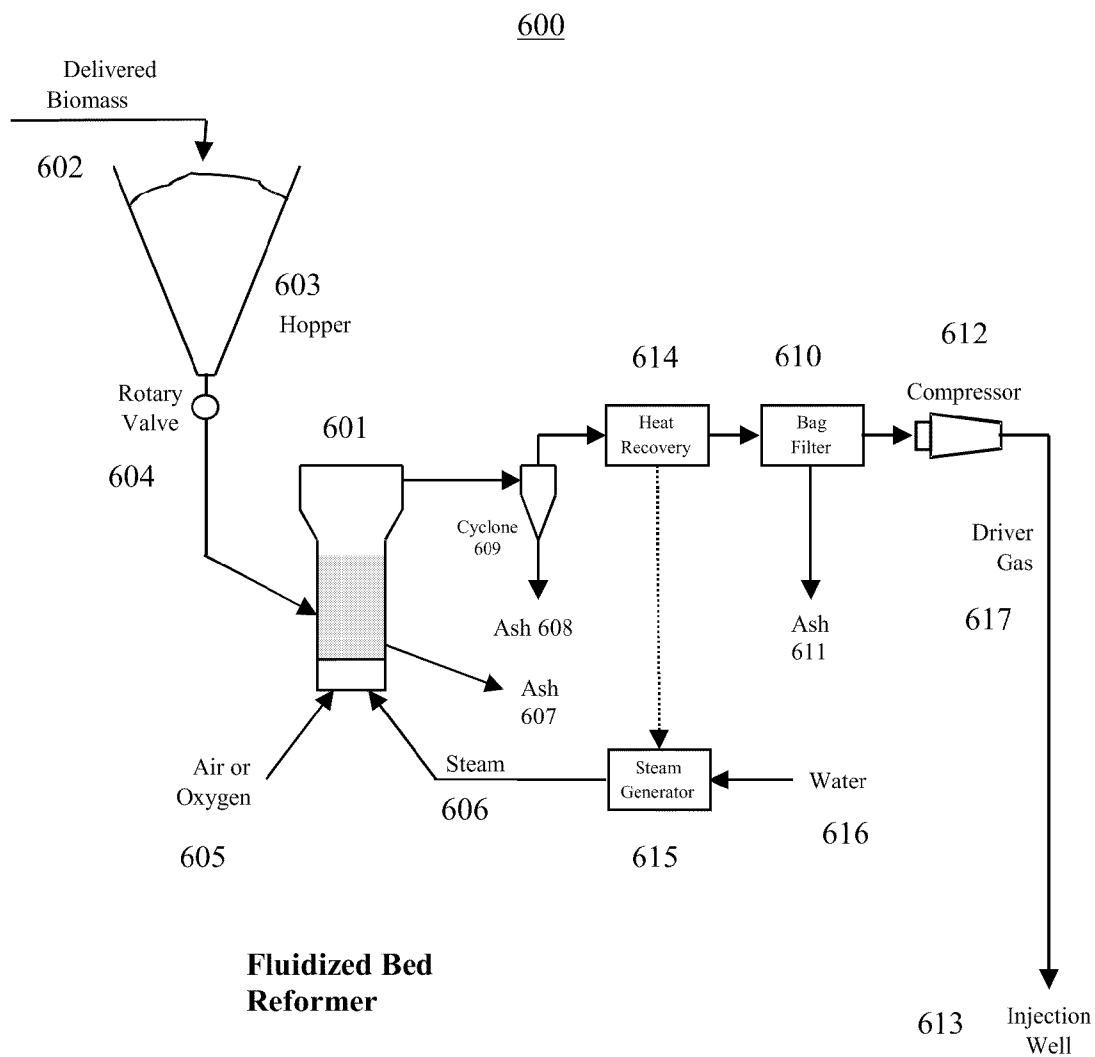 600
Delivered
Biomass
602
603
Hopper
Rotary
Valve
604
601
Cyclone
609
614
Heat
Recovery
610
Bag
Filter
612
Compressor
Ash 608
Ash
611
Driver
Gas
617
Ash
607
Air or
Oxygen
605
Steam
606
Steam
Generator
615
Water
616
Fluidized Bed
Reformer
613
Injection
Well